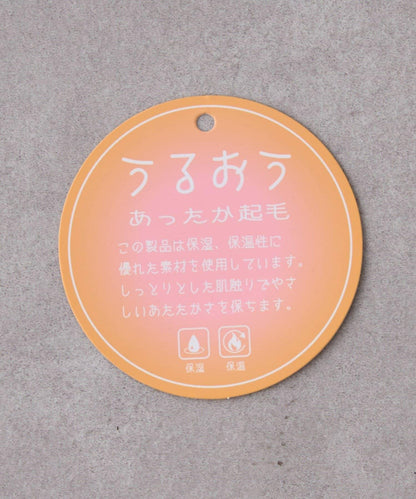 うるおう
あったか起毛
この製品は保湿、保温性に
優れた素材を使用しています。
しっとりとした肌触りでやさ
しいあたたかさを保ちます。
保湿 保温